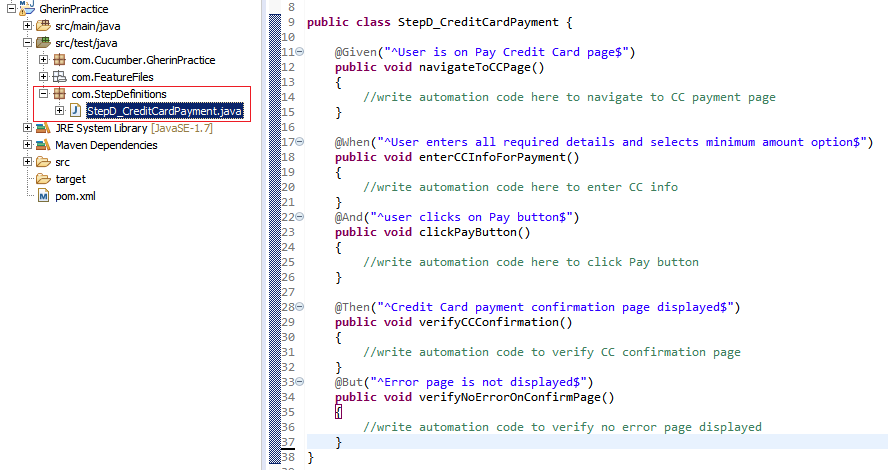 GherinPractice
src/main/java
src/test/java
com.Cucumber.GherinPractice
com.FeatureFiles
com.StepDefinitions
StepD_CreditCardPayment.java
JRE System Library [JavaSE-1.7]
Maven Dependencies
src
target
pom.xml
8
9 public class StepD_CreditCardPayment {
10
11 @Given("^User is on Pay Credit Card page$")
12 public void navigateToCCPage()
13 {
14 //write automation code here to navigate to CC payment page
15 }
16
17 @When("^User enters all required details and selects minimum amount option$")
18 public void enterCCInfoForPayment()
19 {
20 //write automation code here to enter CC info
21 }
22 @And("^user clicks on Pay button$")
23 public void clickPayButton()
24 {
25 //write automation code here to click Pay button
26 }
27
28 @Then("^Credit Card payment confirmation page displayed$")
29 public void verifyCCConfirmation()
30 {
31 //write automation code to verify CC confirmation page
32 }
33 @But("^Error page is not displayed$")
34 public void verifyNoErrorOnConfirmPage()
35 {
36 //write automation code to verify no error page displayed
37 }
38 }